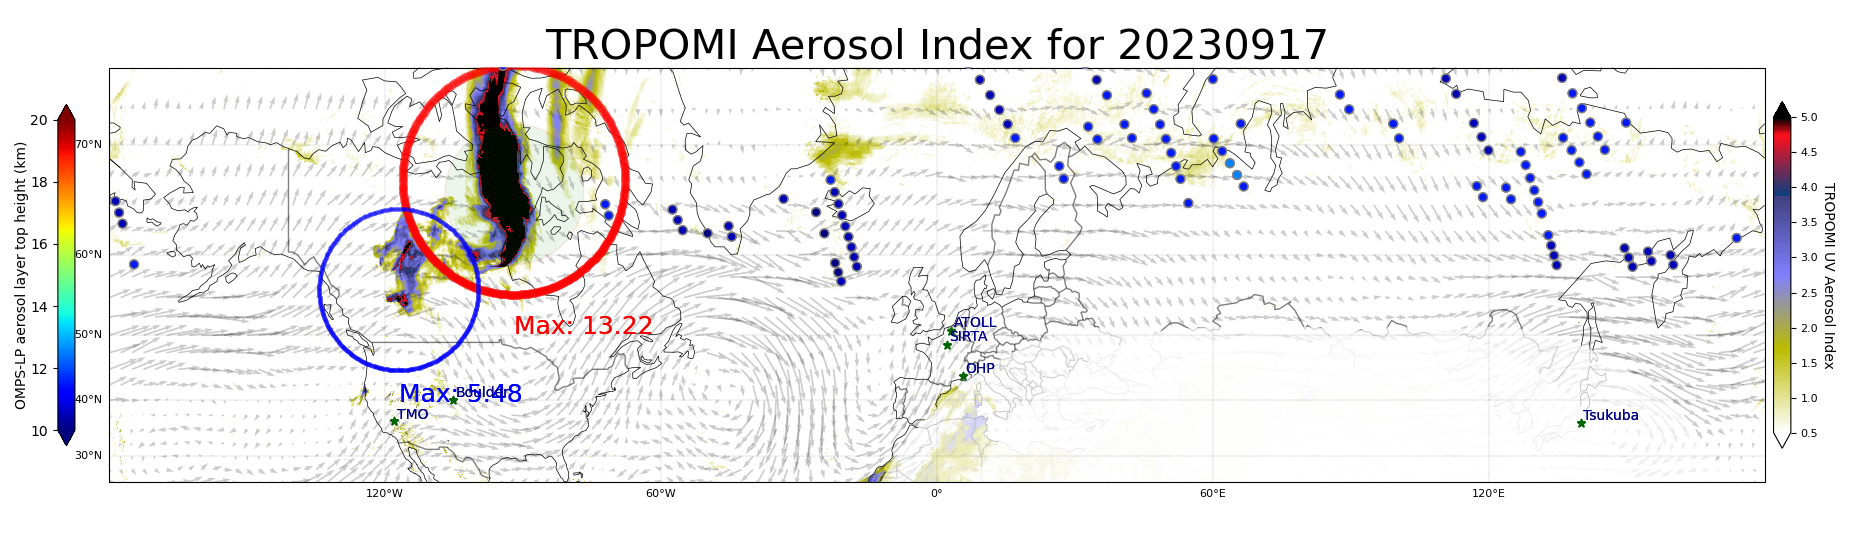 TROPOMI Aerosol Index for 20230917
OMPS-LP aerosol layer top height (km)
20
18
16
14
12
10
70°N
60°N
50°N
40°N
30°N
120°W
60°W
0°
60°E
120°E
Max: 13.22
Max: 5.48
Boulder
TMO
ATOLL
SIRTA
OHP
Tsukuba
5.0
4.5
4.0
3.5
3.0
2.5
2.0
1.5
1.0
0.5
TROPOMI UV Aerosol Index